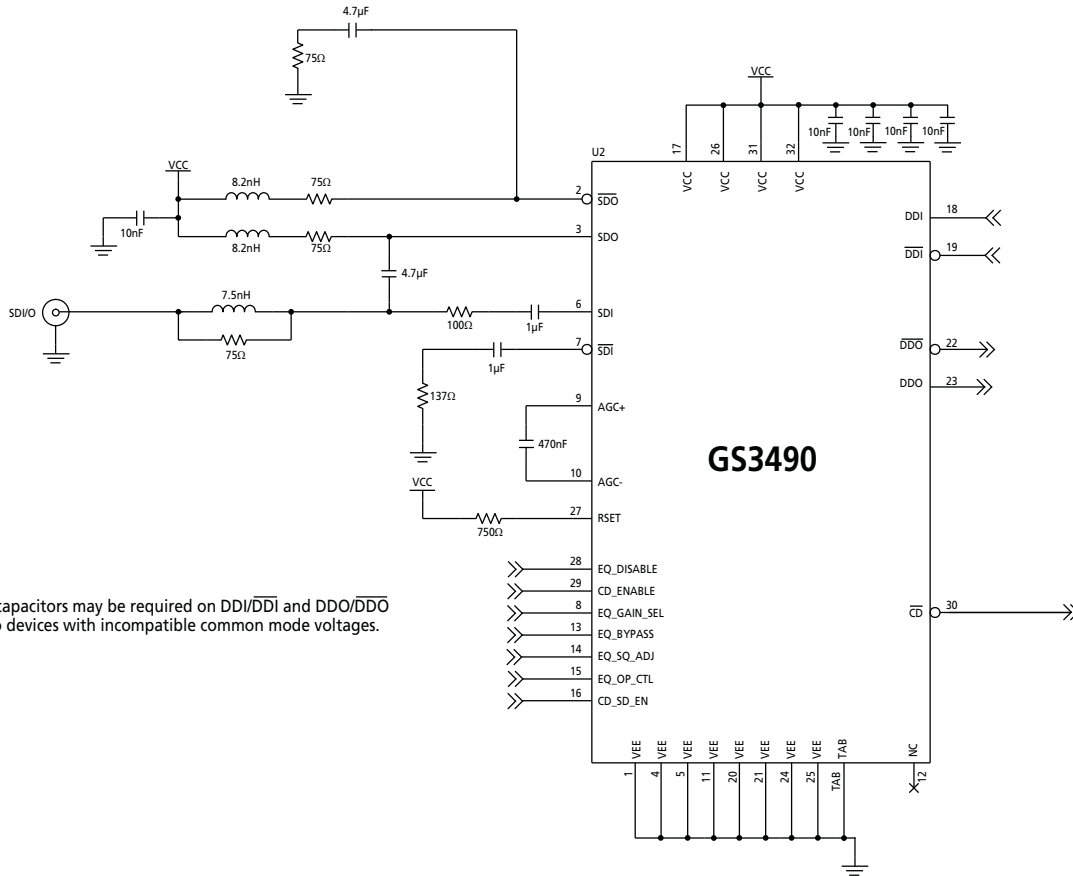 4.7µF
75Ω
VCC
10nF 10nF 10nF 10nF
U2
17 26 31 32
VCC VCC VCC VCC
VCC
8.2nH 75Ω
2 SDO
10nF
8.2nH 75Ω
3 SDO
4.7µF
DDI 18
DDI 19
SDI/O
7.5nH
75Ω
100Ω 1µF
6 SDI
7 SDI
1µF
137Ω
DDO 22
DDO 23
9 AGC+
470nF
10 AGC-
GS3490
VCC
750Ω
27 RSET
28 EQ_DISABLE
29 CD_ENABLE
8 EQ_GAIN_SEL
13 EQ_BYPASS
14 EQ_SQ_ADJ
15 EQ_OP_CTL
16 CD_SD_EN
capacitors may be required on DDI/DDI and DDO/DDO
devices with incompatible common mode voltages.
CD 30
VEE VEE VEE VEE VEE VEE VEE VEE TAB NC
1 4 5 11 20 21 24 25 TAB 12